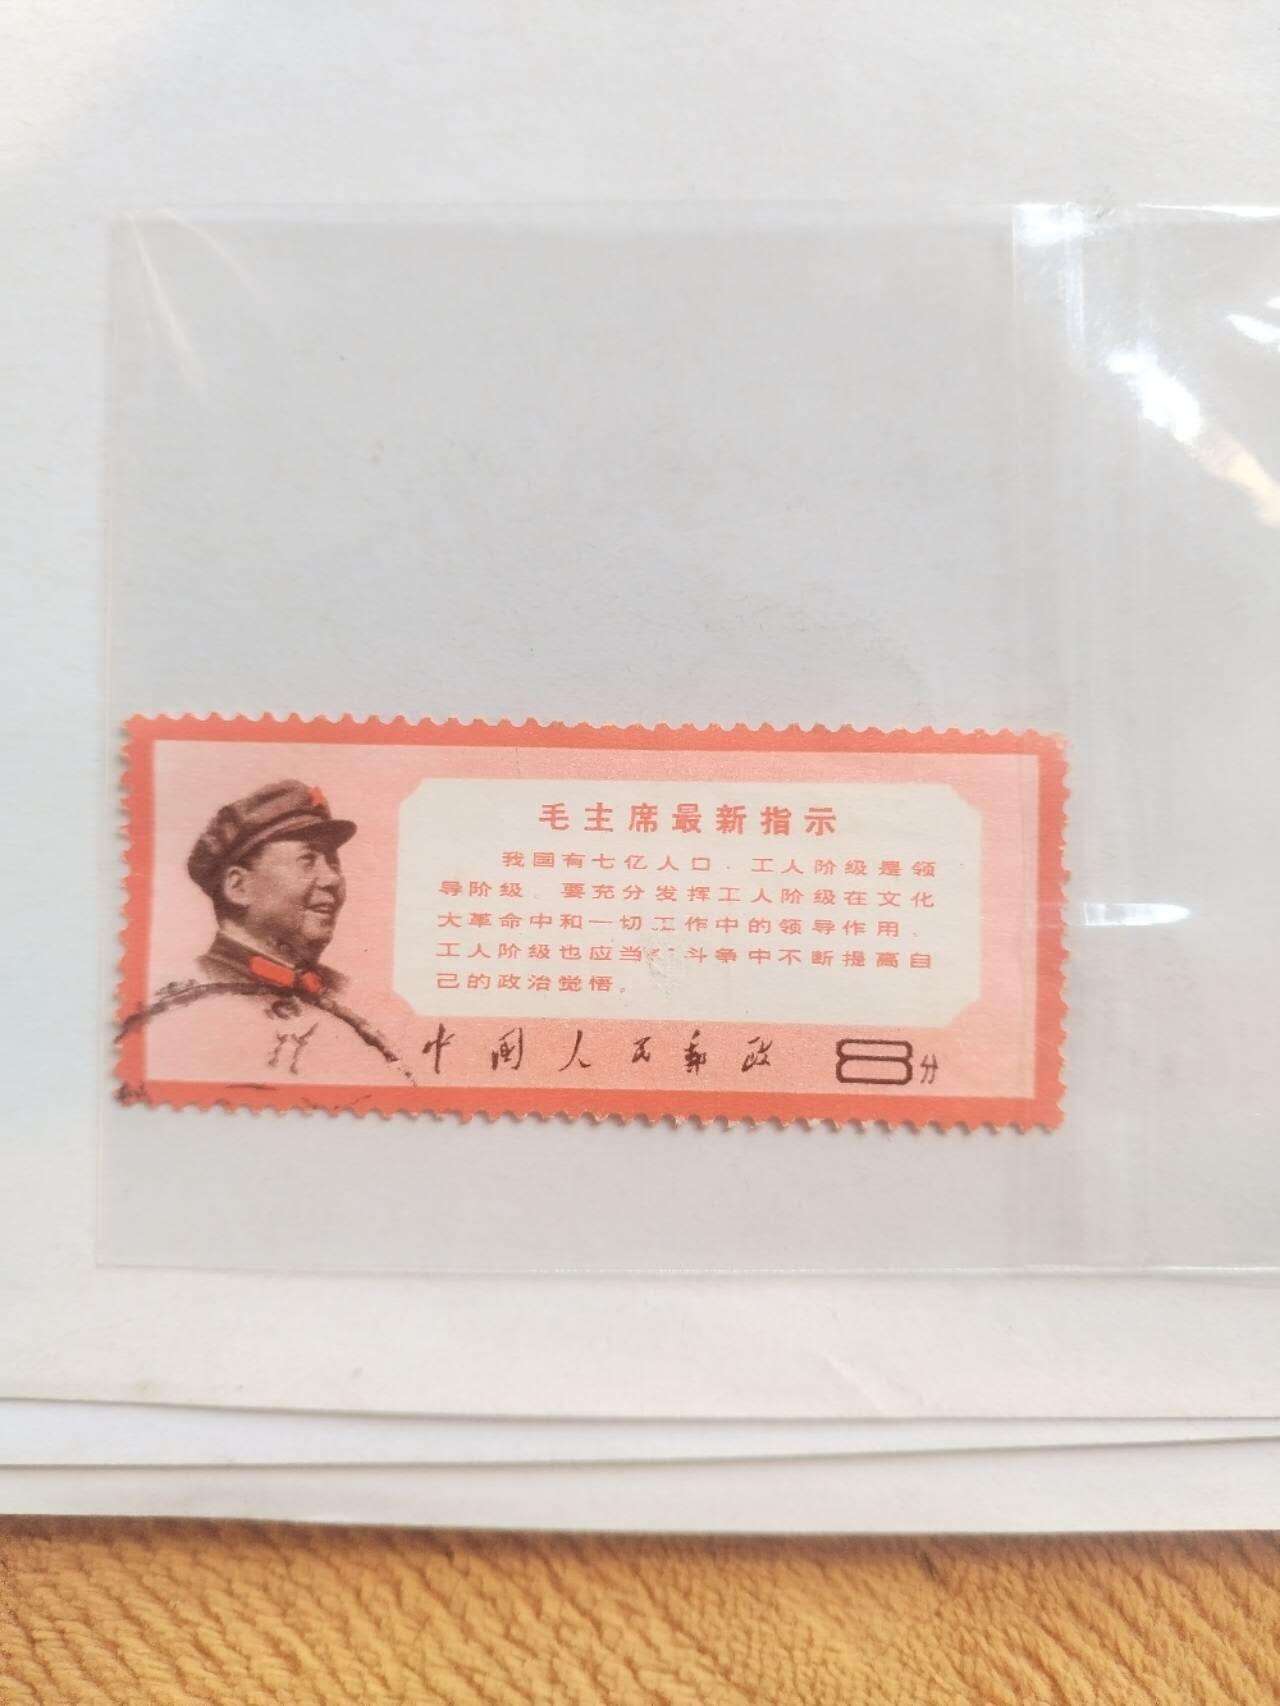 毛主席最新指示
我国有七亿人口，工人阶级是领
导阶级。要充分发挥工人阶级在文化
大革命中和一切工作中的领导作用。
工人阶级也应当 斗争中不断提高自
己的政治觉悟。
中国人民邮政 8分